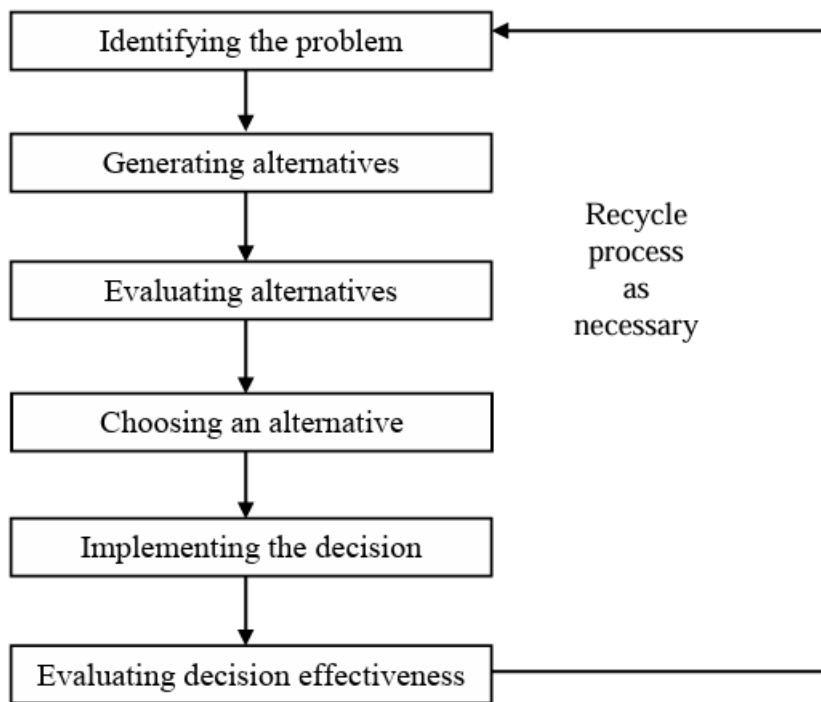 Identifying the problem
Generating alternatives
Evaluating alternatives
Recycle
process
as
necessary
Choosing an alternative
Implementing the decision
Evaluating decision effectiveness